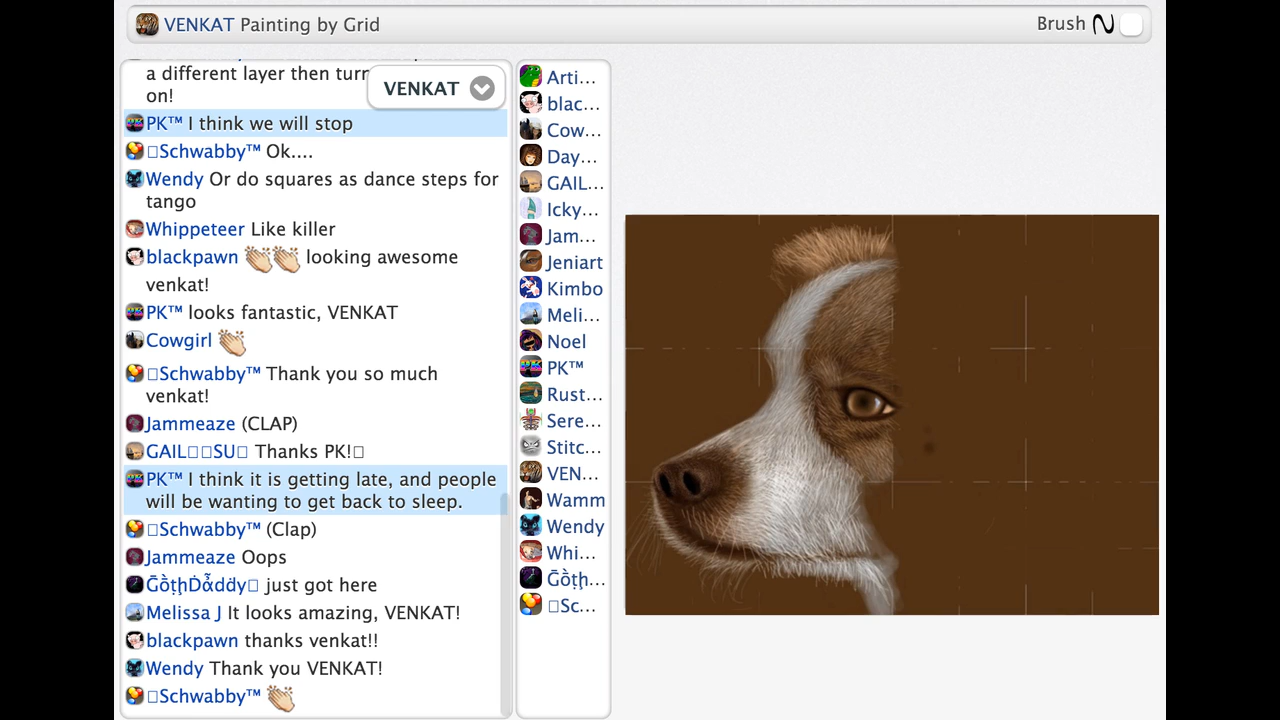 VENKAT Painting by Grid
Brush
a different layer then turn
on!
VENKAT
PK™ I think we will stop
Schwabby™ Ok....
Wendy Or do squares as dance steps for
tango
Whippeteer Like killer
blackpawn 👏👏 looking awesome
venkat!
PK™ looks fantastic, VENKAT
Cowgirl 👏
Schwabby™ Thank you so much
venkat!
Jammeaze (CLAP)
GAIL▯▯SU▯ Thanks PK!▯
PK™ I think it is getting late, and people
will be wanting to get back to sleep.
Schwabby™ (Clap)
Jammeaze Oops
just got here
Melissa J It looks amazing, VENKAT!
blackpawn thanks venkat!!
Wendy Thank you VENKAT!
Schwabby™ 👏
Arti...
blac...
Cow...
Day...
GAIL...
Icky...
Jam...
Jeniart
Kimbo
Meli...
Noel
PK™
Rust...
Sere...
Stitc...
VEN...
Wamm
Wendy
Whi...
Sc...